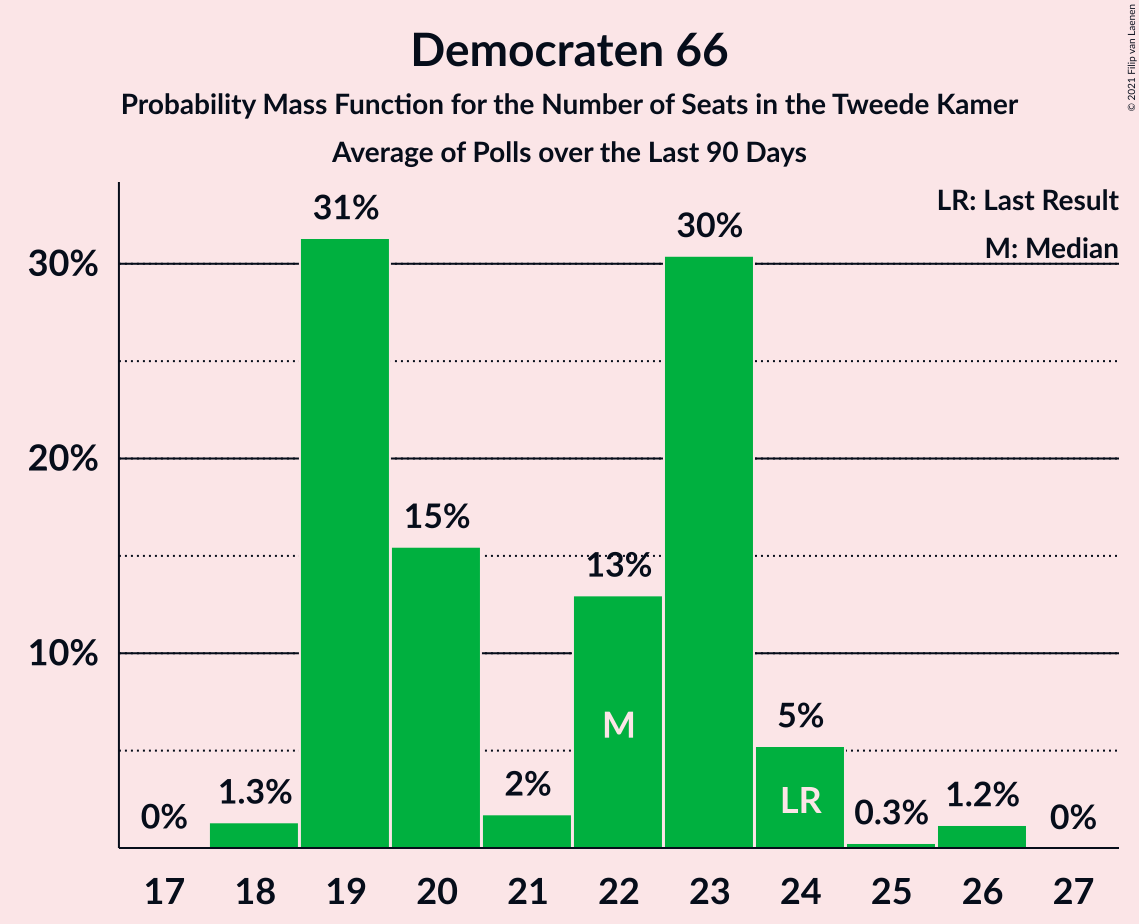 Democraten 66
Probability Mass Function for the Number of Seats in the Tweede Kamer
Average of Polls over the Last 90 Days
© 2021 Filip van Laenen
LR: Last Result
M: Median
30%
20%
10%
0%
1.3%
31%
15%
2%
13%
30%
5%
0.3%
1.2%
0%
M
LR
17 18 19 20 21 22 23 24 25 26 27